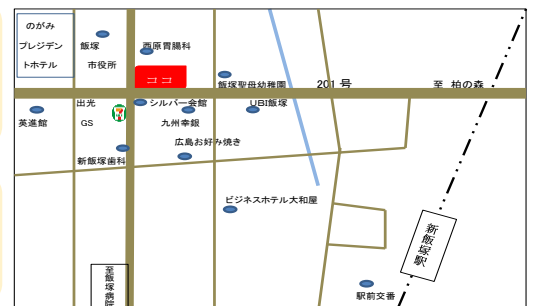 のがみ
プレジデン
トホテル
飯塚
市役所
西原胃腸科
ココ
飯塚聖母幼稚園
201号
至 柏の森
英進館
出光
GS
7
シルバー会館
九州幸銀
UBI飯塚
広島お好み焼き
新飯塚歯科
ビジネスホテル大和屋
新飯塚駅
至飯塚病院
駅前交番